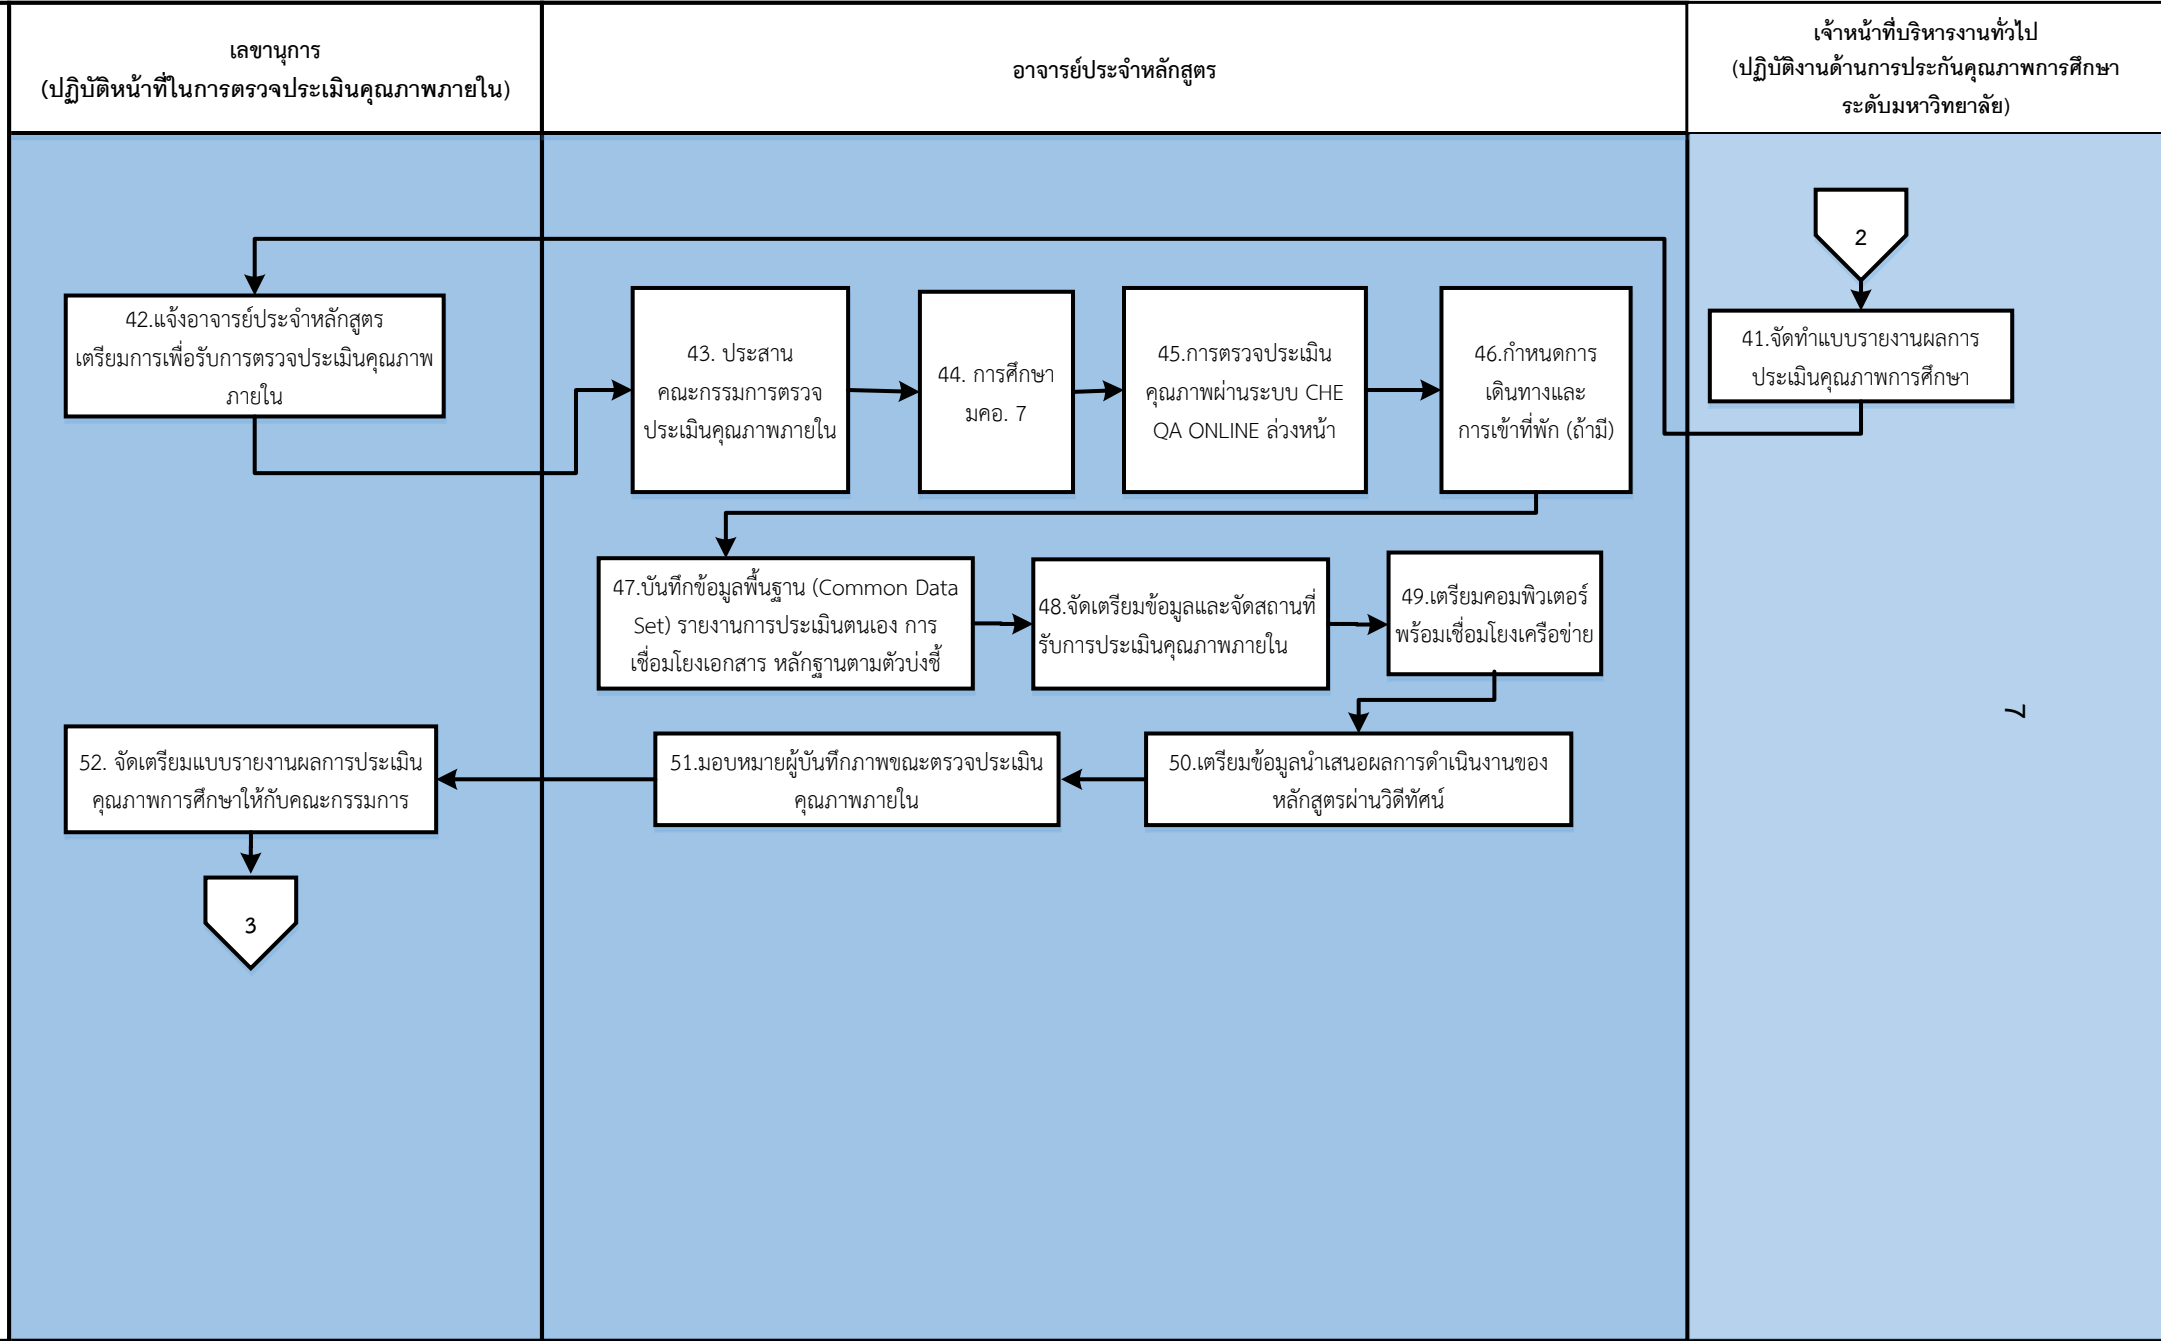 เลขานุการ
(ปฏิบัติหน้าที่ในการตรวจประเมินคุณภาพภายใน)
อาจารย์ประจำหลักสูตร
เจ้าหน้าที่บริหารงานทั่วไป
(ปฏิบัติงานด้านการประกันคุณภาพการศึกษา
ระดับมหาวิทยาลัย)
2
41.จัดทำแบบรายงานผลการ
ประเมินคุณภาพการศึกษา
42.แจ้งอาจารย์ประจำหลักสูตร
เตรียมการเพื่อรับการตรวจประเมินคุณภาพ
ภายใน
43. ประสาน
คณะกรรมการตรวจ
ประเมินคุณภาพภายใน
44. การศึกษา
มคอ. 7
45.การตรวจประเมิน
คุณภาพผ่านระบบ CHE
QA ONLINE ล่วงหน้า
46.กำหนดการ
เดินทางและ
การเข้าที่พัก (ถ้ามี)
47.บันทึกข้อมูลพื้นฐาน (Common Data
Set) รายงานการประเมินตนเอง การ
เชื่อมโยงเอกสาร หลักฐานตามตัวบ่งชี้
48.จัดเตรียมข้อมูลและจัดสถานที่
รับการประเมินคุณภาพภายใน
49.เตรียมคอมพิวเตอร์
พร้อมเชื่อมโยงเครือข่าย
50.เตรียมข้อมูลนำเสนอผลการดำเนินงานของ
หลักสูตรผ่านวิดีทัศน์
51.มอบหมายผู้บันทึกภาพขณะตรวจประเมิน
คุณภาพภายใน
52. จัดเตรียมแบบรายงานผลการประเมิน
คุณภาพการศึกษาให้กับคณะกรรมการ
3
7